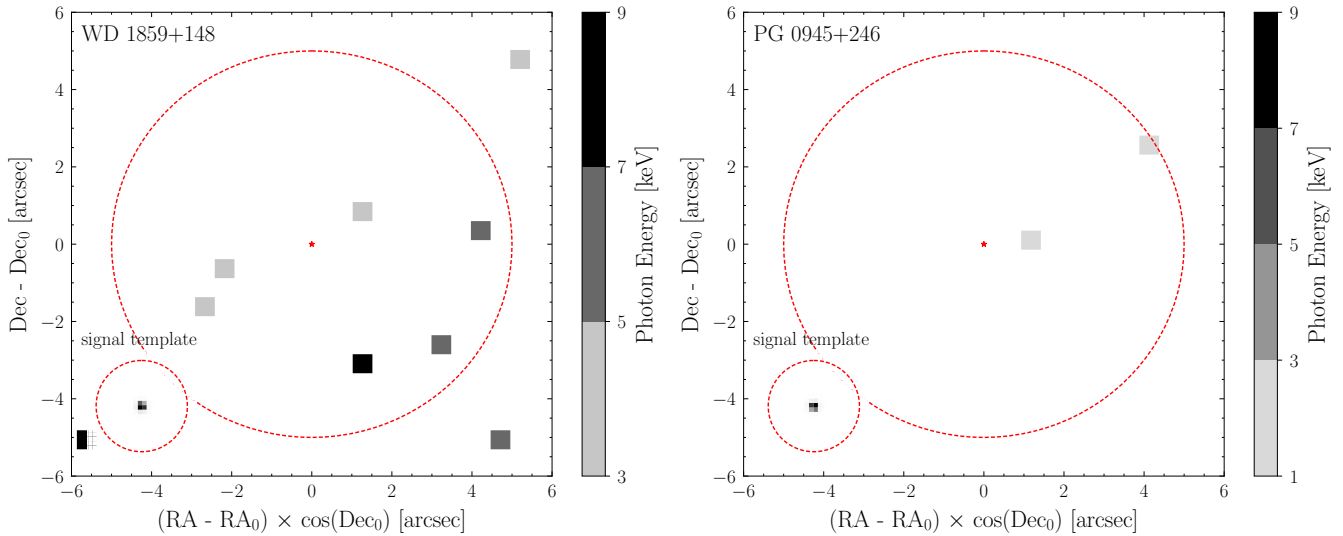 WD 1859+148
signal template
6
4
2
0
−2
−4
−6
Dec - Dec₀ [arcsec]
−6 −4 −2 0 2 4 6
(RA - RA₀) × cos(Dec₀) [arcsec]
9
7
5
3
Photon Energy [keV]
PG 0945+246
signal template
6
4
2
0
−2
−4
−6
Dec - Dec₀ [arcsec]
−6 −4 −2 0 2 4 6
(RA - RA₀) × cos(Dec₀) [arcsec]
9
7
5
3
1
Photon Energy [keV]